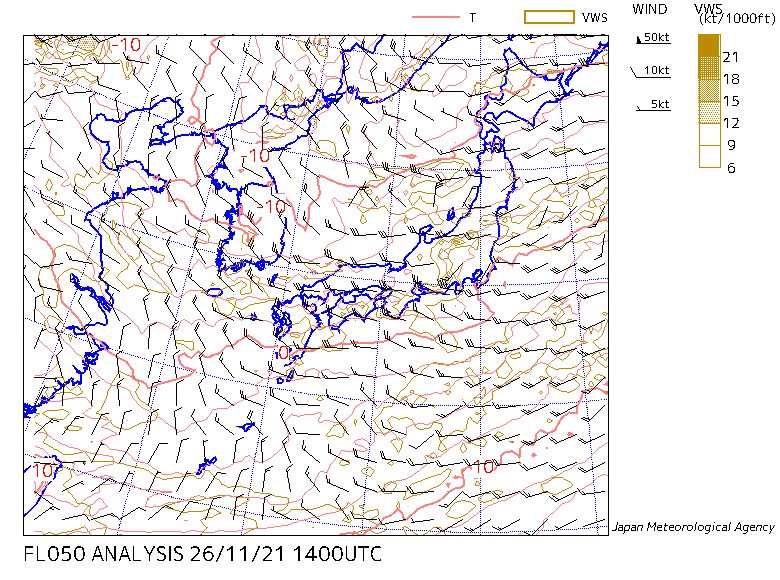 T VWS
WIND VWS
(kt/1000ft)
50kt
10kt
5kt
21
18
15
12
9
6
-10
-10
-10
0
10
10
Japan Meteorological Agency
FL050 ANALYSIS 26/11/21 1400UTC